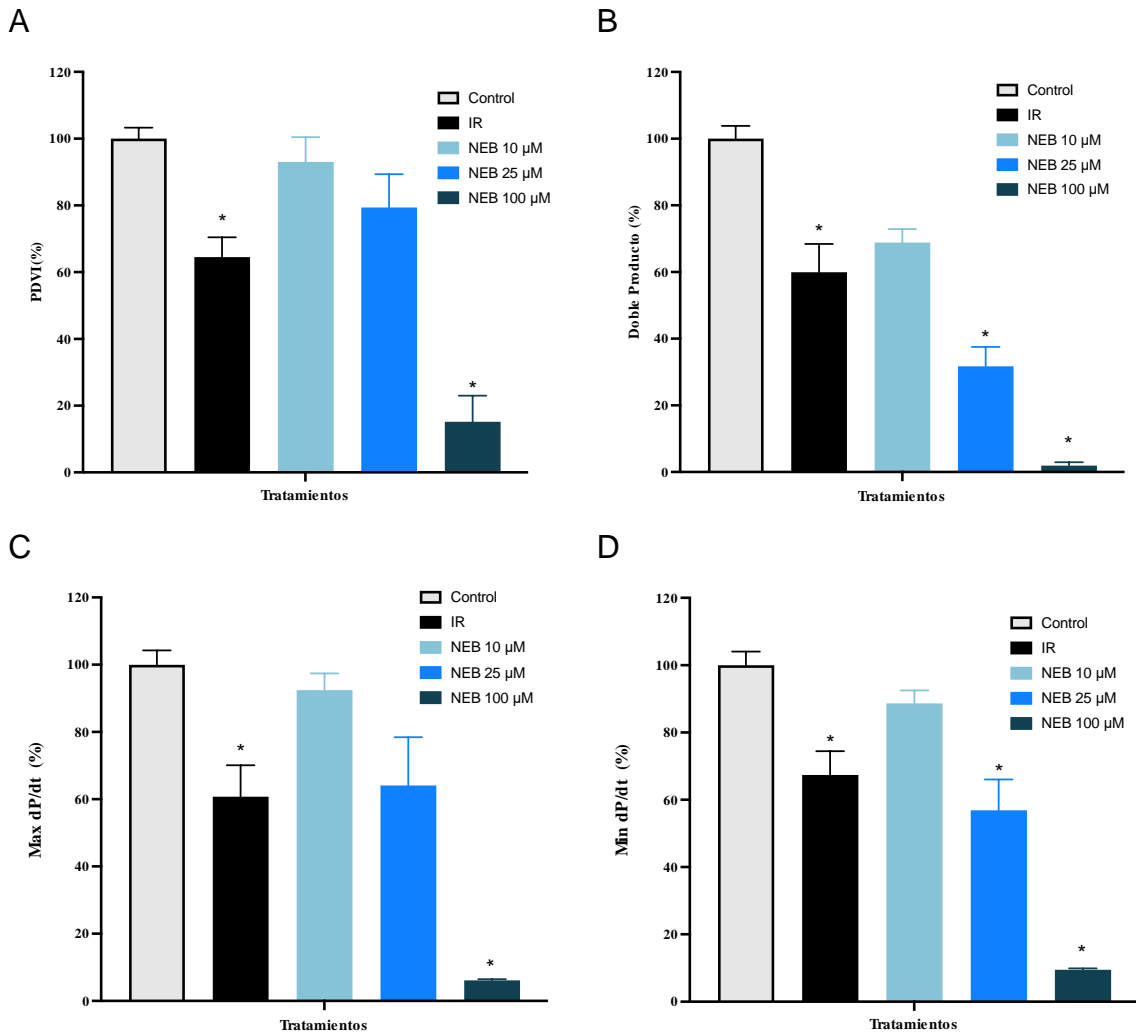 A
120
100
80
60
40
20
0
PDVI(%)
*
*
Control
IR
NEB 10 µM
NEB 25 µM
NEB 100 µM
Tratamientos
B
120
100
80
60
40
20
0
Doble Producto (%)
*
*
*
Control
IR
NEB 10 µM
NEB 25 µM
NEB 100 µM
Tratamientos
C
120
100
80
60
40
20
0
Max dP/dt (%)
*
*
Control
IR
NEB 10 µM
NEB 25 µM
NEB 100 µM
Tratamientos
D
120
100
80
60
40
20
0
Min dP/dt (%)
*
*
*
Control
IR
NEB 10 µM
NEB 25 µM
NEB 100 µM
Tratamientos